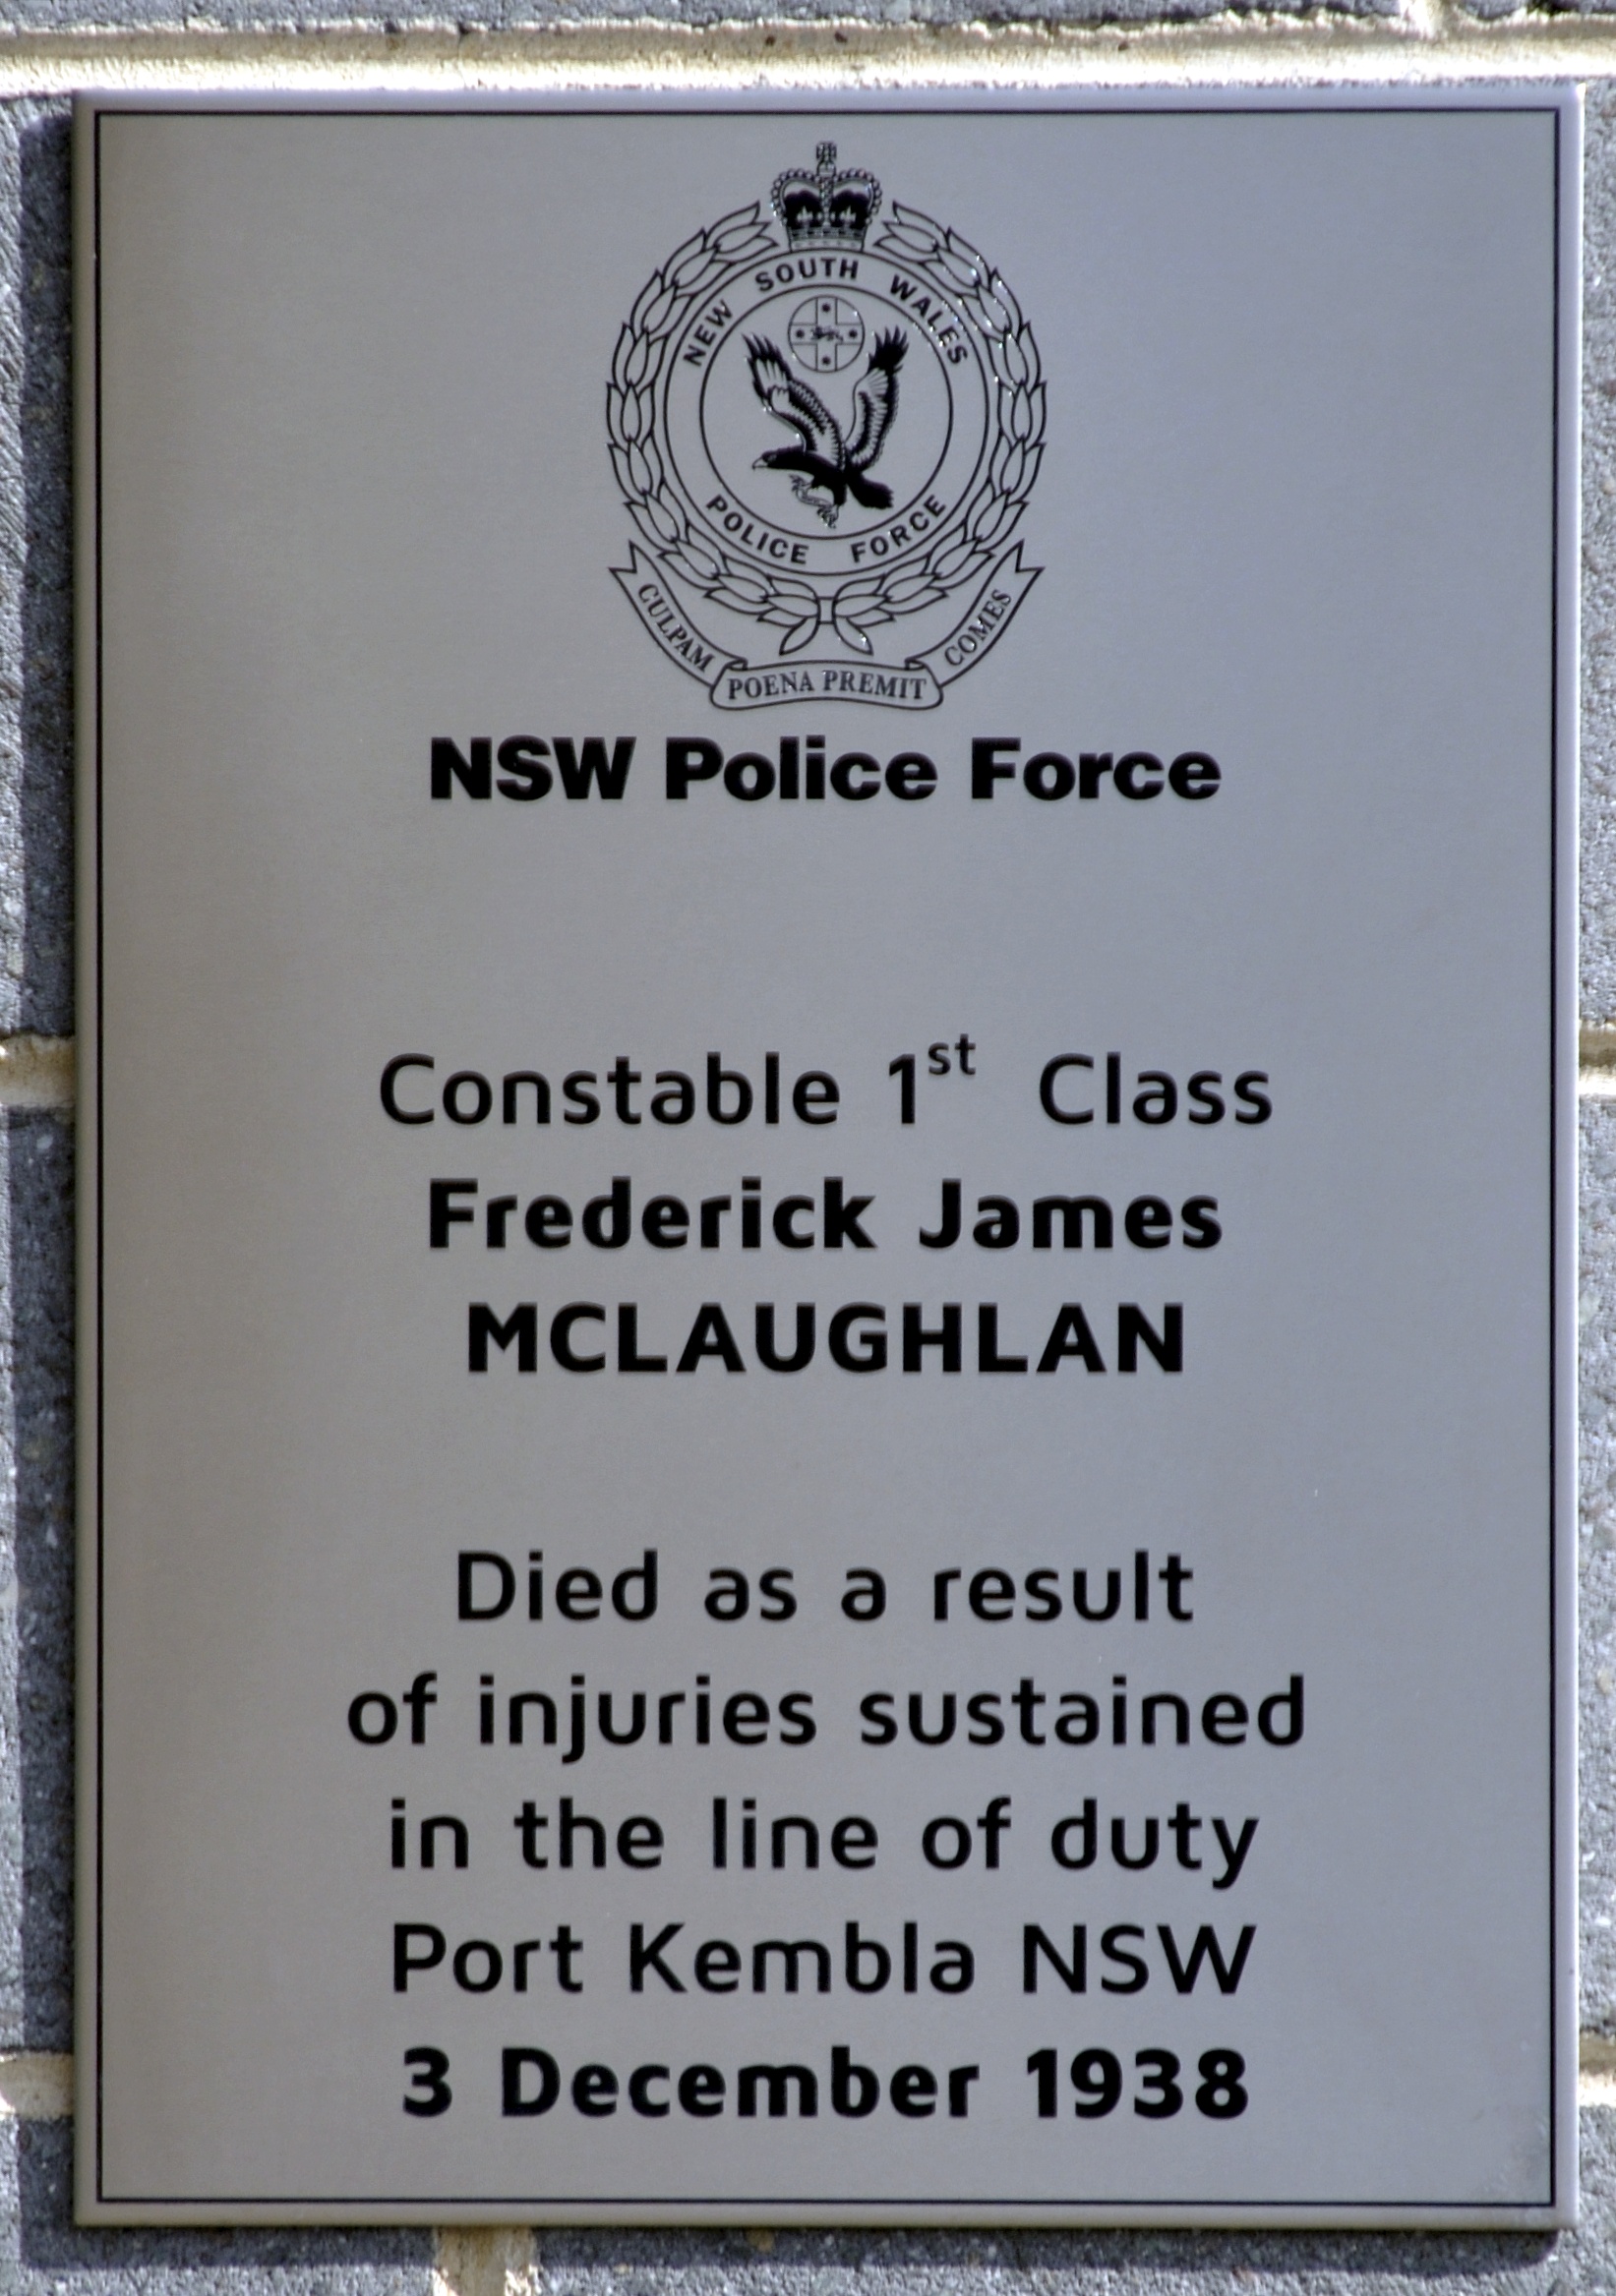 NEW SOUTH WALES
POLICE FORCE
CULPAM POENA PREMIT COMES
NSW Police Force
Constable 1st Class
Frederick James
MCLAUGHLAN
Died as a result
of injuries sustained
in the line of duty
Port Kembla NSW
3 December 1938